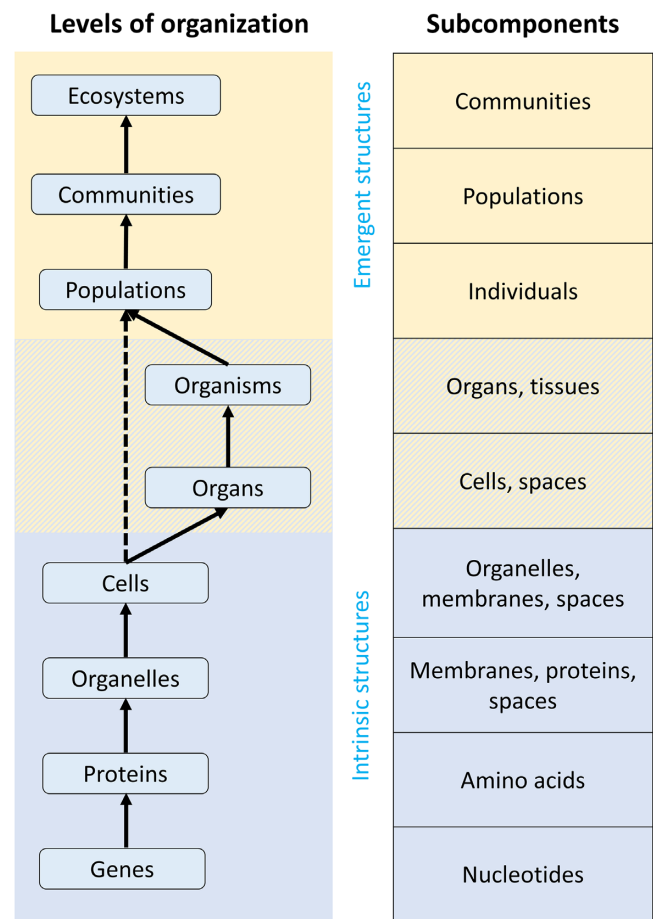 Levels of organization
Subcomponents
Ecosystems
Communities
Populations
Organisms
Organs
Cells
Organelles
Proteins
Genes
Emergent structures
Intrinsic structures
Communities
Populations
Individuals
Organs, tissues
Cells, spaces
Organelles,
membranes, spaces
Membranes, proteins,
spaces
Amino acids
Nucleotides